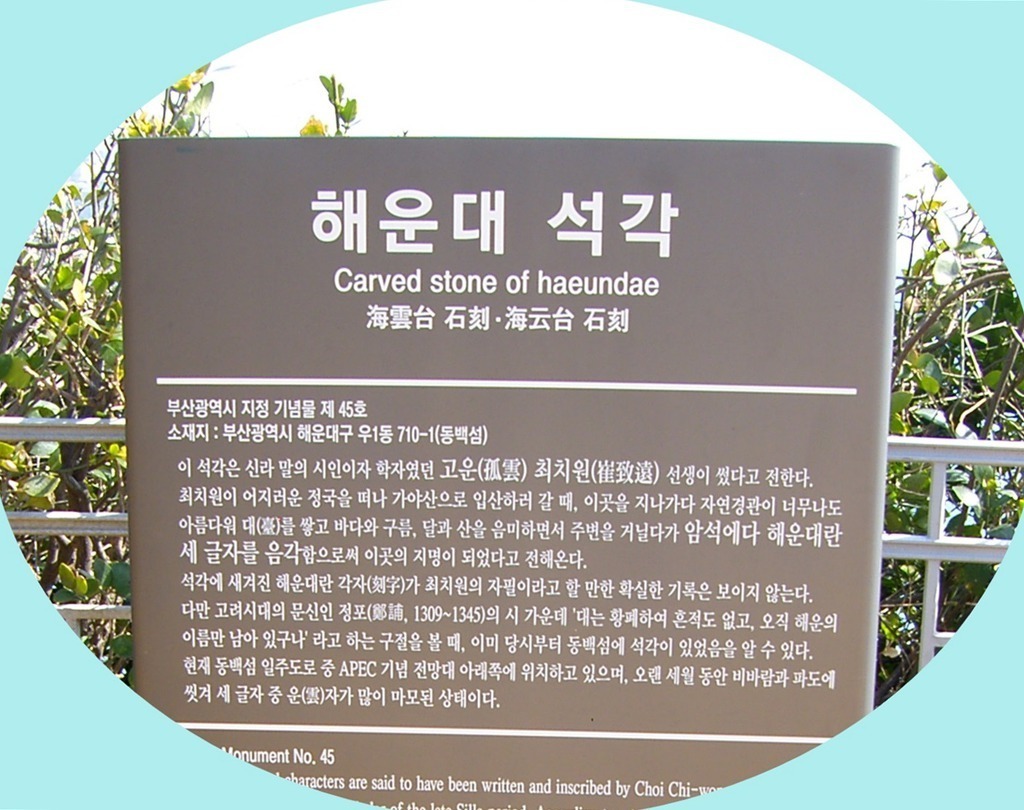 해운대 석각
Carved stone of haeundae
海雲台 石刻·海云台 石刻
부산광역시 지정 기념물 제 45호
소재지 : 부산광역시 해운대구 우1동 710-1(동백섬)
이 석각은 신라 말의 시인이자 학자였던 고운(孤雲) 최치원(崔致遠) 선생이 썼다고 전한다.
최치원이 어지러운 정국을 떠나 가야산으로 입산하러 갈 때, 이곳을 지나가다 자연경관이 너무나도
아름다워 대(臺)를 쌓고 바다와 구름, 달과 산을 음미하면서 주변을 거닐다가 암석에다 해운대란
세 글자를 음각함으로써 이곳의 지명이 되었다고 전해온다.
석각에 새겨진 해운대란 각자(刻字)가 최치원의 자필이라고 할 만한 확실한 기록은 보이지 않는다.
다만 고려시대의 문신인 정포(鄭誧, 1309~1345)의 시 가운데 '대는 황폐하여 흔적도 없고, 오직 해운의
이름만 남아 있구나' 라고 하는 구절을 볼 때, 이미 당시부터 동백섬에 석각이 있었음을 알 수 있다.
현재 동백섬 일주도로 중 APEC 기념 전망대 아래쪽에 위치하고 있으며, 오랜 세월 동안 비바람과 파도에
씻겨 세 글자 중 운(雲)자가 많이 마모된 상태이다.
Monument No. 45
characters are said to have been written and inscribed by Choi
of the late Silla period.